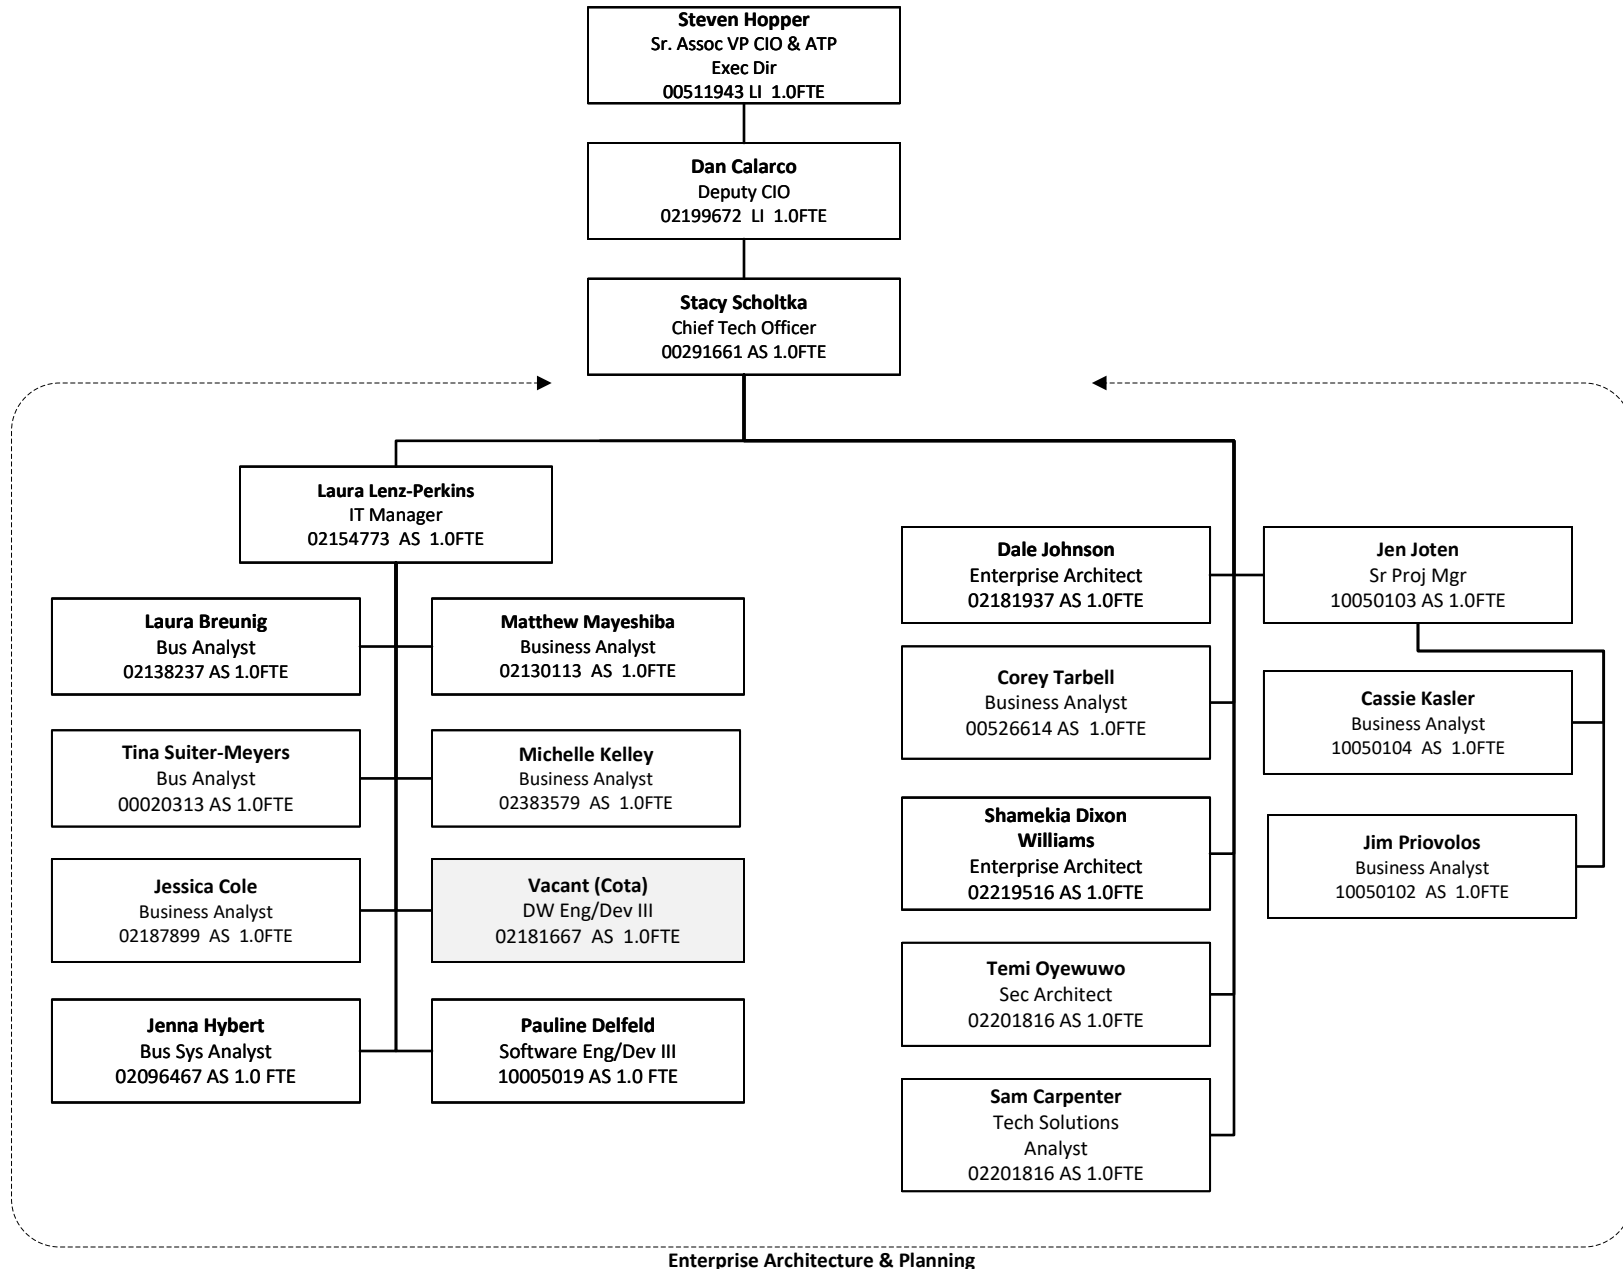 Steven Hopper
Sr. Assoc VP CIO & ATP
Exec Dir
00511943 LI 1.0FTE
Dan Calarco
Deputy CIO
02199672 LI 1.0FTE
Stacy Scholtka
Chief Tech Officer
00291661 AS 1.0FTE
Laura Lenz-Perkins
IT Manager
02154773 AS 1.0FTE
Laura Breunig
Bus Analyst
02138237 AS 1.0FTE
Matthew Mayeshiba
Business Analyst
02130113 AS 1.0FTE
Tina Suiter-Meyers
Bus Analyst
00020313 AS 1.0FTE
Michelle Kelley
Business Analyst
02383579 AS 1.0FTE
Jessica Cole
Business Analyst
02187899 AS 1.0FTE
Vacant (Cota)
DW Eng/Dev III
02181667 AS 1.0FTE
Jenna Hybert
Bus Sys Analyst
02096467 AS 1.0 FTE
Pauline Delfeld
Software Eng/Dev III
10005019 AS 1.0 FTE
Dale Johnson
Enterprise Architect
02181937 AS 1.0FTE
Jen Joten
Sr Proj Mgr
10050103 AS 1.0FTE
Corey Tarbell
Business Analyst
00526614 AS 1.0FTE
Cassie Kasler
Business Analyst
10050104 AS 1.0FTE
Shamekia Dixon
Williams
Enterprise Architect
02219516 AS 1.0FTE
Jim Priovolos
Business Analyst
10050102 AS 1.0FTE
Temi Oyewuwo
Sec Architect
02201816 AS 1.0FTE
Sam Carpenter
Tech Solutions
Analyst
02201816 AS 1.0FTE
Enterprise Architecture & Planning